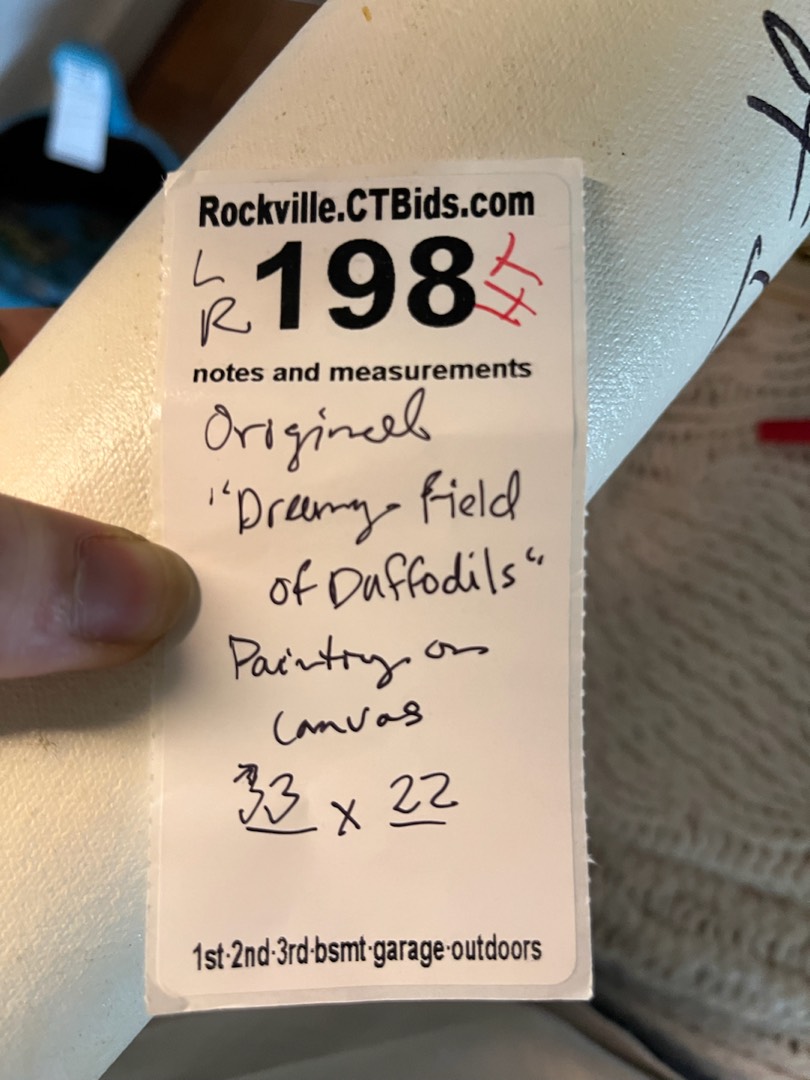 Rockville.CTBids.com
L
R
198
notes and measurements
Original
"Dreamy Field
of Daffodils"
Painting on
Canvas
33 x 22
1st·2nd·3rd·bsmt·garage·outdoors